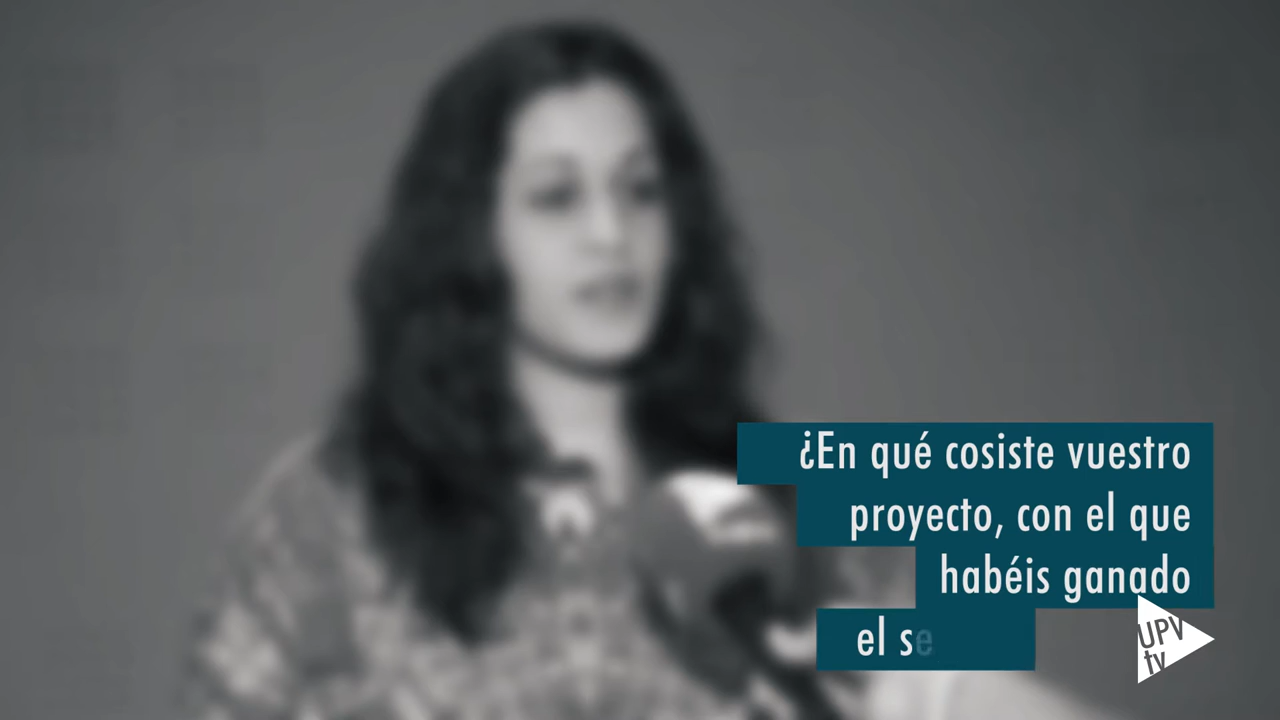 ¿En qué cosiste vuestro
proyecto, con el que
habéis ganado
el se
UPV
tv